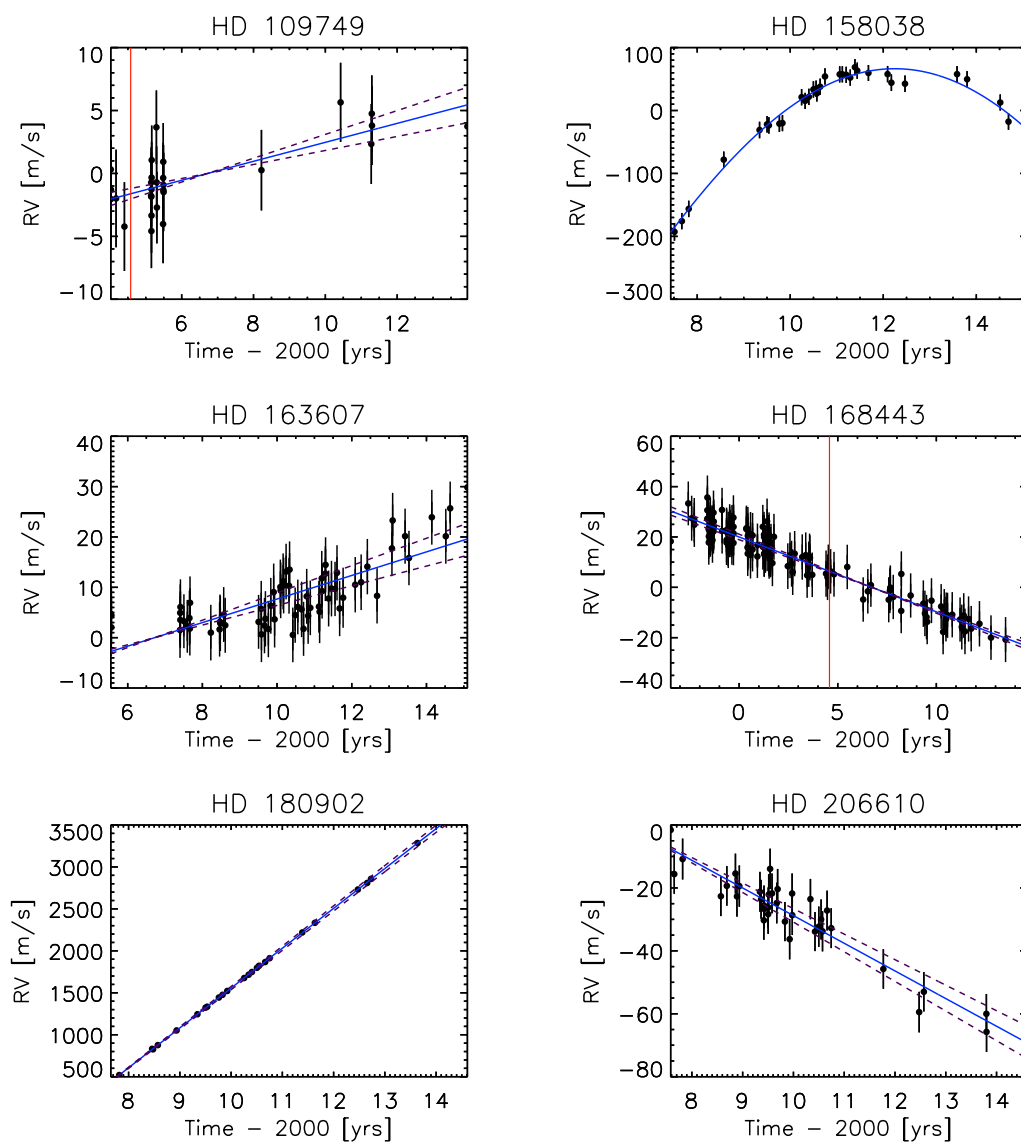 HD 109749
10
5
0
−5
−10
RV [m/s]
6 8 10 12
Time − 2000 [yrs]
HD 158038
100
0
−100
−200
−300
RV [m/s]
8 10 12 14
Time − 2000 [yrs]
HD 163607
40
30
20
10
0
−10
RV [m/s]
6 8 10 12 14
Time − 2000 [yrs]
HD 168443
60
40
20
0
−20
−40
RV [m/s]
0 5 10
Time − 2000 [yrs]
HD 180902
3500
3000
2500
2000
1500
1000
500
RV [m/s]
8 9 10 11 12 13 14
Time − 2000 [yrs]
HD 206610
0
−20
−40
−60
−80
RV [m/s]
8 9 10 11 12 13 14
Time − 2000 [yrs]